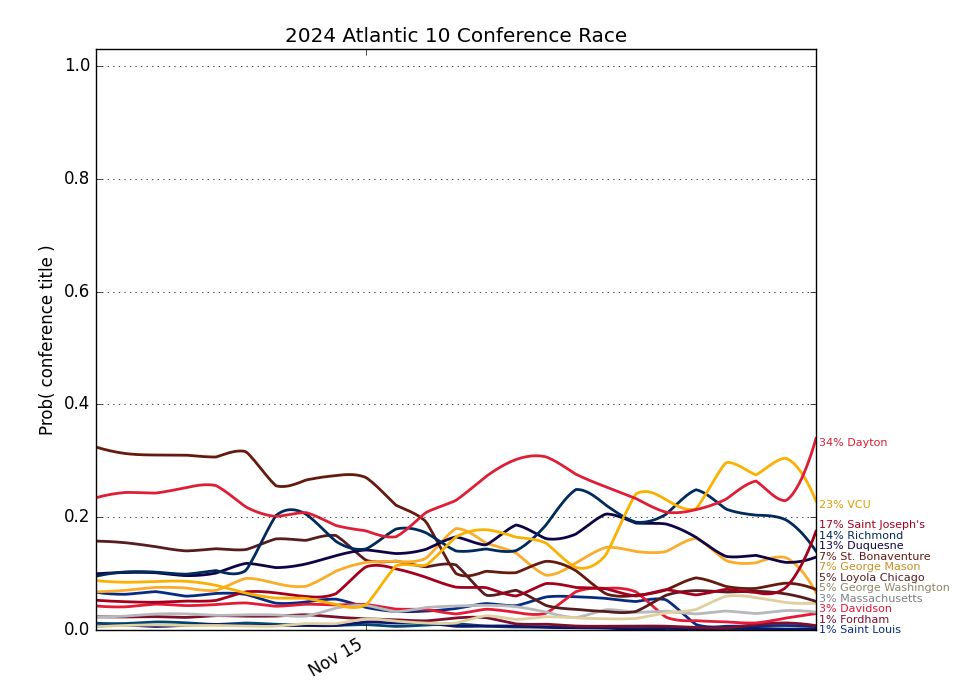 2024 Atlantic 10 Conference Race
Prob( conference title )
1.0
0.8
0.6
0.4
0.2
0.0
Nov 15
34% Dayton
23% VCU
17% Saint Joseph's
14% Richmond
13% Duquesne
7% St. Bonaventure
7% George Mason
5% Loyola Chicago
5% George Washington
3% Massachusetts
3% Davidson
1% Fordham
1% Saint Louis